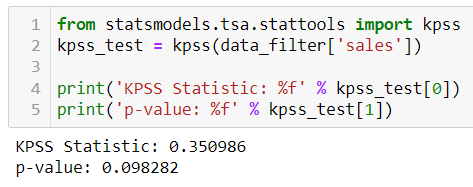 1 from statsmodels.tsa.stattools import kpss
2 kpss_test = kpss(data_filter['sales'])
3
4 print('KPSS Statistic: %f' % kpss_test[0])
5 print('p-value: %f' % kpss_test[1])
KPSS Statistic: 0.350986
p-value: 0.098282